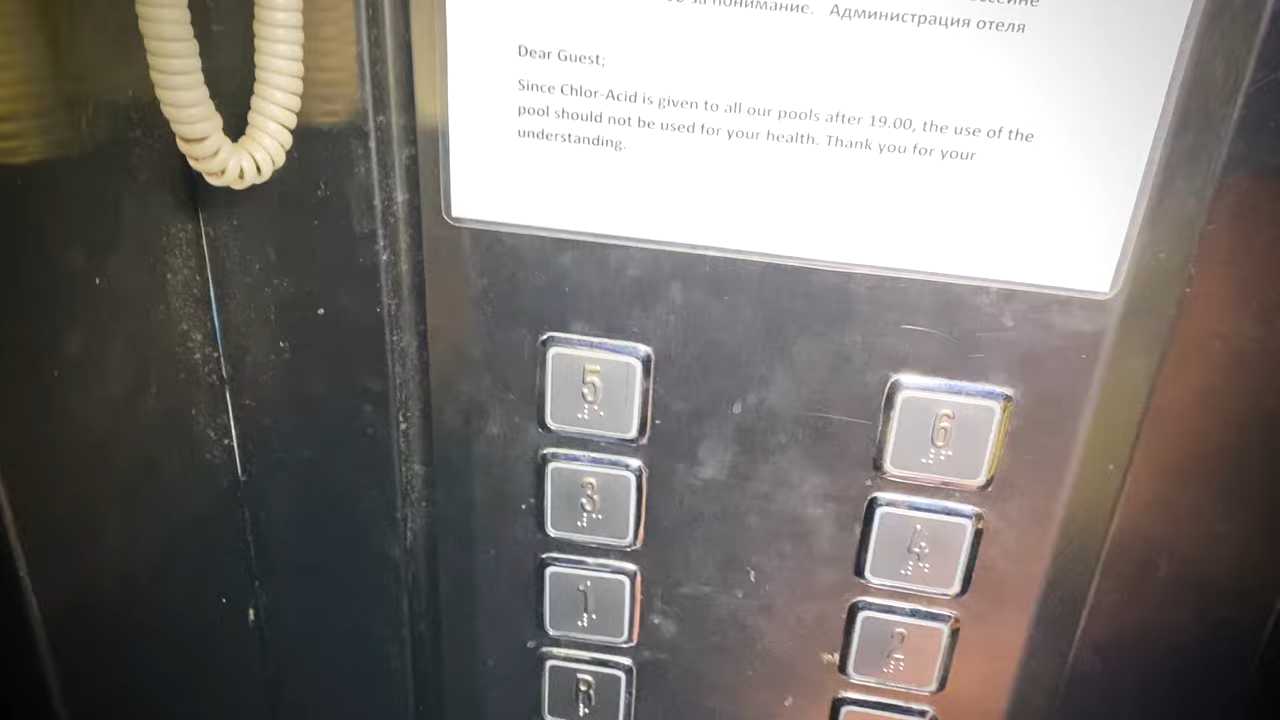 за понимание. Администрация отеля
Dear Guest;
Since Chlor-Acid is given to all our pools after 19.00, the use of the
pool should not be used for your health. Thank you for your
understanding.
5
6
3
4
1
2